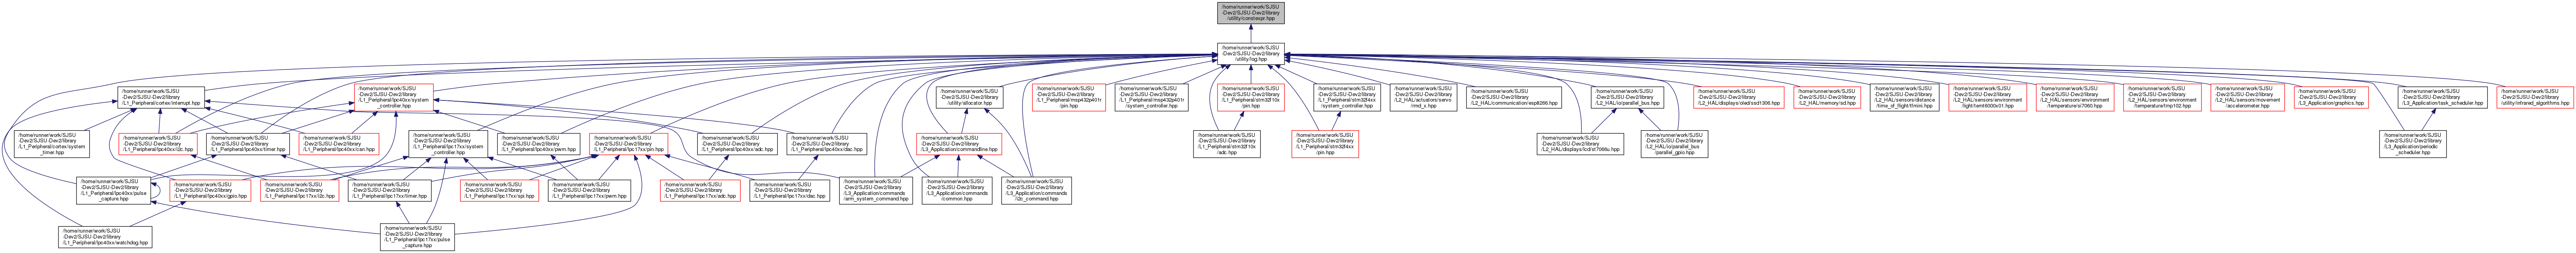 /home/runner/work/SJSU
-Dev2/SJSU-Dev2/library
/utility/constexpr.hpp
/home/runner/work/SJSU
-Dev2/SJSU-Dev2/library
/utility/log.hpp
/home/runner/work/SJSU
-Dev2/SJSU-Dev2/library
/L1_Peripheral/cortex/interrupt.hpp
/home/runner/work/SJSU
-Dev2/SJSU-Dev2/library
/L1_Peripheral/lpc40xx/system
_controller.hpp
/home/runner/work/SJSU
-Dev2/SJSU-Dev2/library
/utility/allocator.hpp
/home/runner/work/SJSU
-Dev2/SJSU-Dev2/library
/L1_Peripheral/msp432p401r
/pin.hpp
/home/runner/work/SJSU
-Dev2/SJSU-Dev2/library
/L1_Peripheral/msp432p401r
/system_controller.hpp
/home/runner/work/SJSU
-Dev2/SJSU-Dev2/library
/L1_Peripheral/stm32f10x
/pin.hpp
/home/runner/work/SJSU
-Dev2/SJSU-Dev2/library
/L1_Peripheral/stm32f4xx
/system_controller.hpp
/home/runner/work/SJSU
-Dev2/SJSU-Dev2/library
/L2_HAL/actuators/servo
/rmd_x.hpp
/home/runner/work/SJSU
-Dev2/SJSU-Dev2/library
/L2_HAL/communication/esp8266.hpp
/home/runner/work/SJSU
-Dev2/SJSU-Dev2/library
/L2_HAL/io/parallel_bus.hpp
/home/runner/work/SJSU
-Dev2/SJSU-Dev2/library
/L2_HAL/displays/oled/ssd1306.hpp
/home/runner/work/SJSU
-Dev2/SJSU-Dev2/library
/L2_HAL/memory/sd.hpp
/home/runner/work/SJSU
-Dev2/SJSU-Dev2/library
/L2_HAL/sensors/distance
/time_of_flight/tfmini.hpp
/home/runner/work/SJSU
-Dev2/SJSU-Dev2/library
/L2_HAL/sensors/environment
/light/temt6000x01.hpp
/home/runner/work/SJSU
-Dev2/SJSU-Dev2/library
/L2_HAL/sensors/environment
/temperature/si7060.hpp
/home/runner/work/SJSU
-Dev2/SJSU-Dev2/library
/L2_HAL/sensors/environment
/temperature/tmp102.hpp
/home/runner/work/SJSU
-Dev2/SJSU-Dev2/library
/L2_HAL/sensors/movement
/accelerometer.hpp
/home/runner/work/SJSU
-Dev2/SJSU-Dev2/library
/L3_Application/graphics.hpp
/home/runner/work/SJSU
-Dev2/SJSU-Dev2/library
/L3_Application/task_scheduler.hpp
/home/runner/work/SJSU
-Dev2/SJSU-Dev2/library
/utility/infrared_algorithms.hpp
/home/runner/work/SJSU
-Dev2/SJSU-Dev2/library
/L1_Peripheral/cortex/system
_timer.hpp
/home/runner/work/SJSU
-Dev2/SJSU-Dev2/library
/L1_Peripheral/lpc40xx/i2c.hpp
/home/runner/work/SJSU
-Dev2/SJSU-Dev2/library
/L1_Peripheral/lpc40xx/timer.hpp
/home/runner/work/SJSU
-Dev2/SJSU-Dev2/library
/L1_Peripheral/lpc40xx/can.hpp
/home/runner/work/SJSU
-Dev2/SJSU-Dev2/library
/L1_Peripheral/lpc17xx/system
_controller.hpp
/home/runner/work/SJSU
-Dev2/SJSU-Dev2/library
/L1_Peripheral/lpc40xx/pwm.hpp
/home/runner/work/SJSU
-Dev2/SJSU-Dev2/library
/L1_Peripheral/lpc17xx/pin.hpp
/home/runner/work/SJSU
-Dev2/SJSU-Dev2/library
/L1_Peripheral/lpc40xx/adc.hpp
/home/runner/work/SJSU
-Dev2/SJSU-Dev2/library
/L1_Peripheral/lpc40xx/dac.hpp
/home/runner/work/SJSU
-Dev2/SJSU-Dev2/library
/L3_Application/commandline.hpp
/home/runner/work/SJSU
-Dev2/SJSU-Dev2/library
/L1_Peripheral/stm32f10x
/adc.hpp
/home/runner/work/SJSU
-Dev2/SJSU-Dev2/library
/L1_Peripheral/stm32f4xx
/pin.hpp
/home/runner/work/SJSU
-Dev2/SJSU-Dev2/library
/L2_HAL/displays/lcd/st7066u.hpp
/home/runner/work/SJSU
-Dev2/SJSU-Dev2/library
/L2_HAL/io/parallel_bus
/parallel_gpio.hpp
/home/runner/work/SJSU
-Dev2/SJSU-Dev2/library
/L3_Application/periodic
_scheduler.hpp
/home/runner/work/SJSU
-Dev2/SJSU-Dev2/library
/L1_Peripheral/lpc40xx/pulse
_capture.hpp
/home/runner/work/SJSU
-Dev2/SJSU-Dev2/library
/L1_Peripheral/lpc40xx/gpio.hpp
/home/runner/work/SJSU
-Dev2/SJSU-Dev2/library
/L1_Peripheral/lpc17xx/i2c.hpp
/home/runner/work/SJSU
-Dev2/SJSU-Dev2/library
/L1_Peripheral/lpc17xx/timer.hpp
/home/runner/work/SJSU
-Dev2/SJSU-Dev2/library
/L1_Peripheral/lpc17xx/spi.hpp
/home/runner/work/SJSU
-Dev2/SJSU-Dev2/library
/L1_Peripheral/lpc17xx/pwm.hpp
/home/runner/work/SJSU
-Dev2/SJSU-Dev2/library
/L1_Peripheral/lpc17xx/adc.hpp
/home/runner/work/SJSU
-Dev2/SJSU-Dev2/library
/L1_Peripheral/lpc17xx/dac.hpp
/home/runner/work/SJSU
-Dev2/SJSU-Dev2/library
/L3_Application/commands
/arm_system_command.hpp
/home/runner/work/SJSU
-Dev2/SJSU-Dev2/library
/L3_Application/commands
/common.hpp
/home/runner/work/SJSU
-Dev2/SJSU-Dev2/library
/L3_Application/commands
/i2c_command.hpp
/home/runner/work/SJSU
-Dev2/SJSU-Dev2/library
/L1_Peripheral/lpc40xx/watchdog.hpp
/home/runner/work/SJSU
-Dev2/SJSU-Dev2/library
/L1_Peripheral/lpc17xx/pulse
_capture.hpp